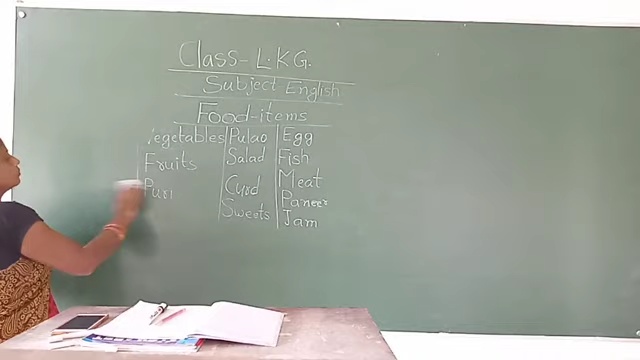 Class- L.K.G.
Subject English
Food-items
Vegetables Pulao Egg
Fruits Salad Fish
Puri Curd Meat
Sweets Paneer
Jam